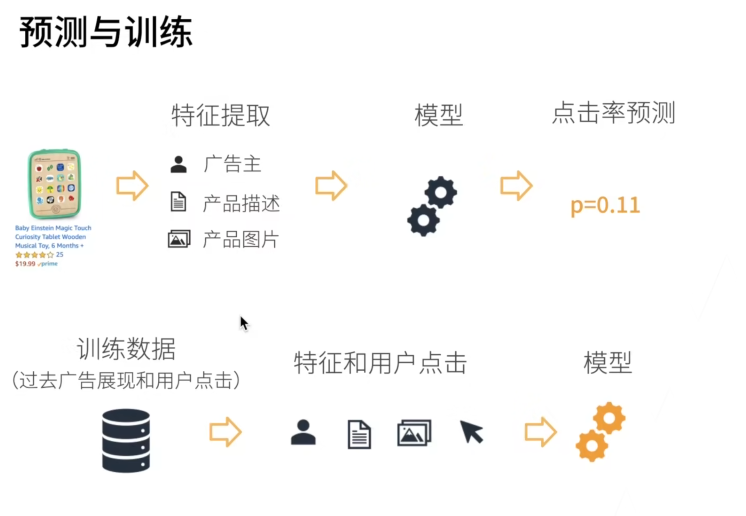 预测与训练
特征提取
模型
点击率预测
广告主
产品描述
产品图片
p=0.11
Baby Einstein Magic Touch
Curiosity Tablet Wooden
Musical Toy, 6 Months +
25
$19.99 prime
训练数据
（过去广告展现和用户点击）
特征和用户点击
模型